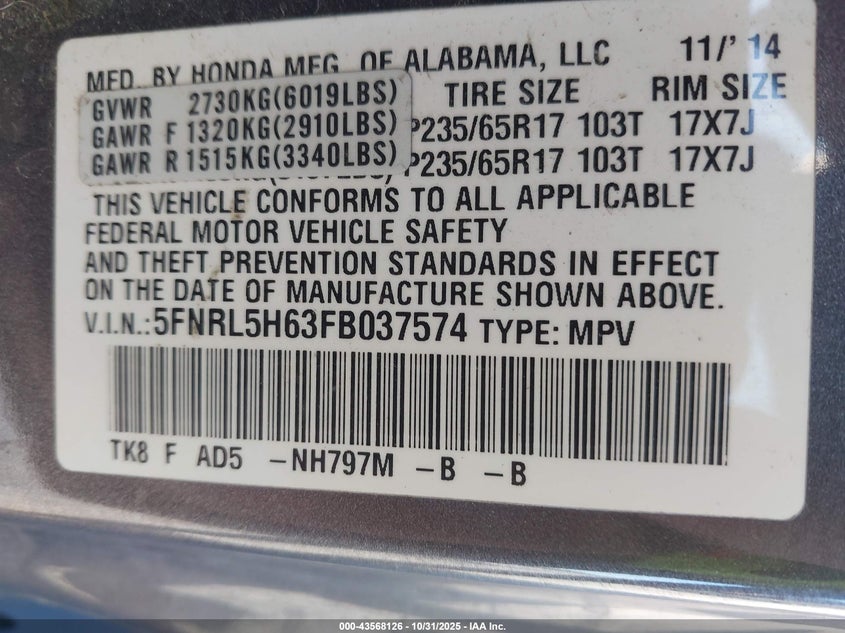 MFD. BY HONDA MFG. OF ALABAMA, LLC 11/' 14
GVWR 2730KG(6019LBS) TIRE SIZE RIM SIZE
GAWR F 1320KG(2910LBS) P235/65R17 103T 17X7J
GAWR R 1515KG(3340LBS) P235/65R17 103T 17X7J
THIS VEHICLE CONFORMS TO ALL APPLICABLE
FEDERAL MOTOR VEHICLE SAFETY
AND THEFT PREVENTION STANDARDS IN EFFECT
ON THE DATE OF MANUFACTURE SHOWN ABOVE.
V.I.N.: 5FNRL5H63FB037574 TYPE: MPV
TK8 F AD5 -NH797M -B -B
000-43568126 - 10/31/2025 - IAA Inc.